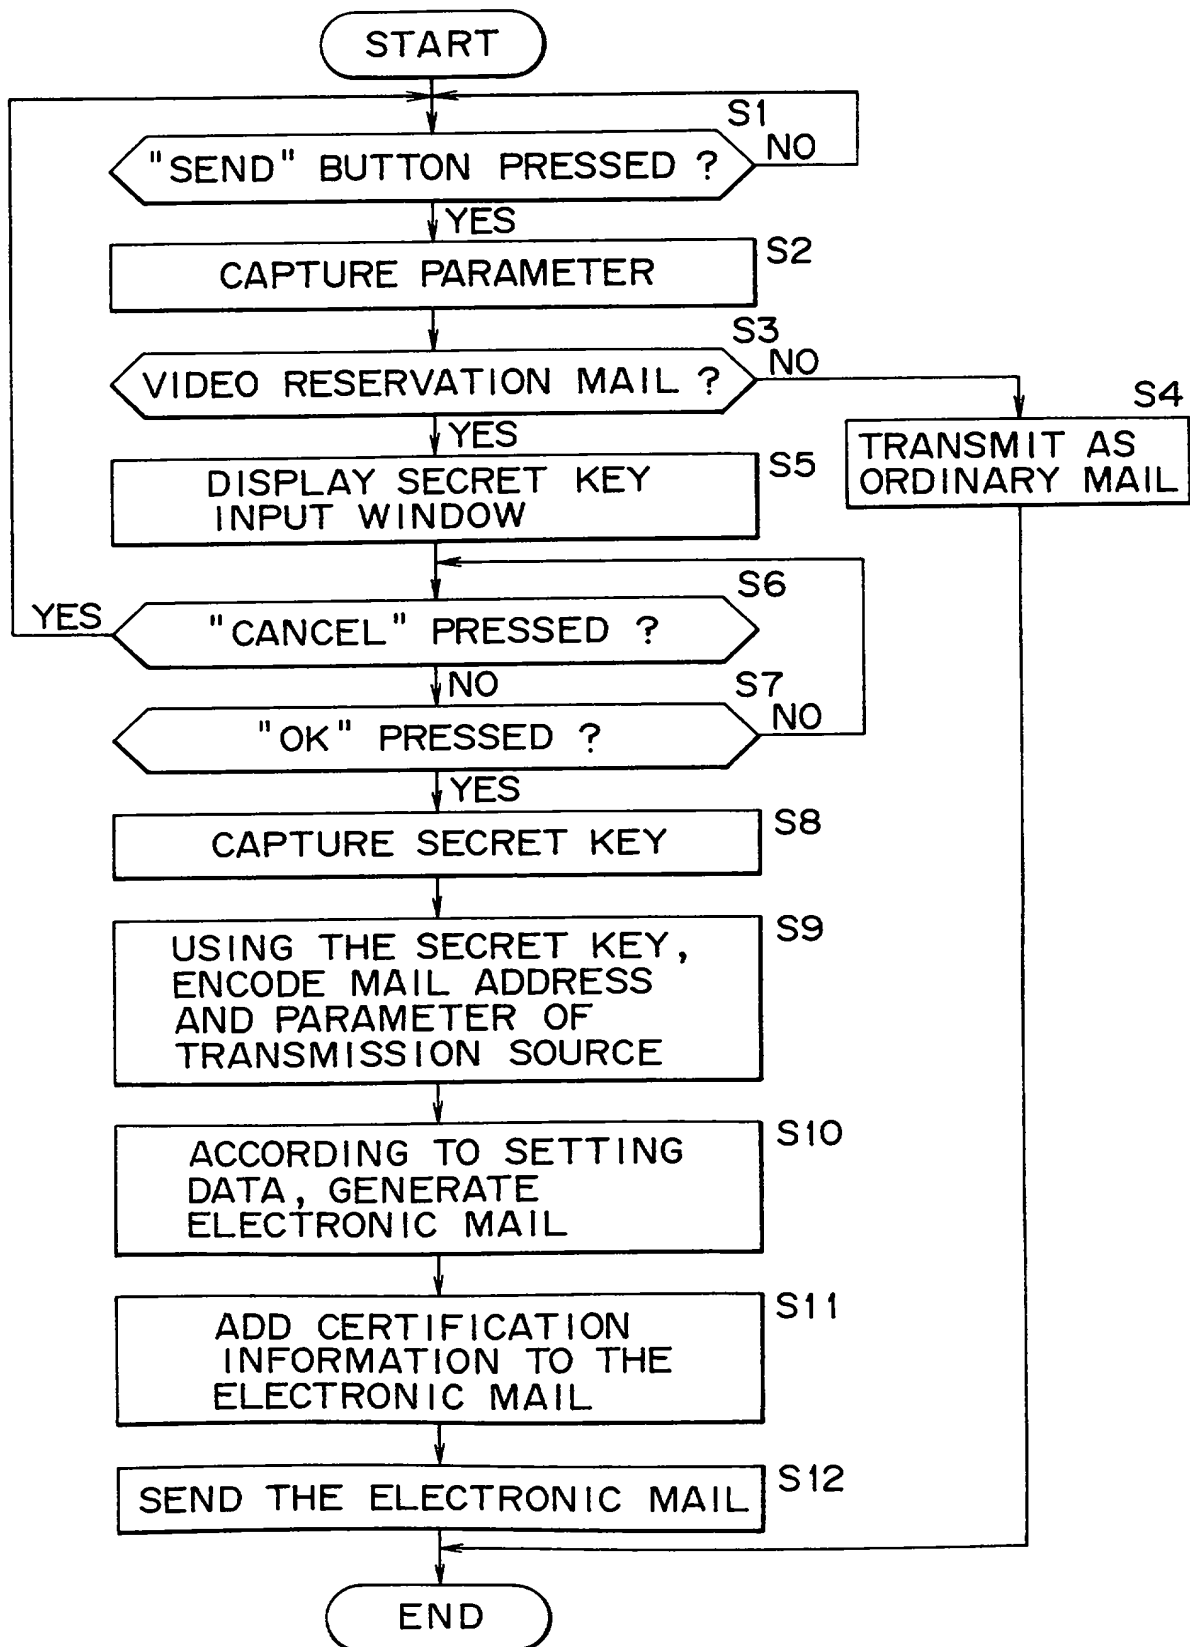 START
S1
"SEND" BUTTON PRESSED ?
NO
YES
CAPTURE PARAMETER
S2
S3
VIDEO RESERVATION MAIL ?
NO
YES
S4
TRANSMIT AS
ORDINARY MAIL
DISPLAY SECRET KEY
INPUT WINDOW
S5
S6
YES
"CANCEL" PRESSED ?
NO
S7
"OK" PRESSED ?
NO
YES
CAPTURE SECRET KEY
S8
USING THE SECRET KEY,
ENCODE MAIL ADDRESS
AND PARAMETER OF
TRANSMISSION SOURCE
S9
ACCORDING TO SETTING
DATA, GENERATE
ELECTRONIC MAIL
S10
ADD CERTIFICATION
INFORMATION TO THE
ELECTRONIC MAIL
S11
SEND THE ELECTRONIC MAIL
S12
END